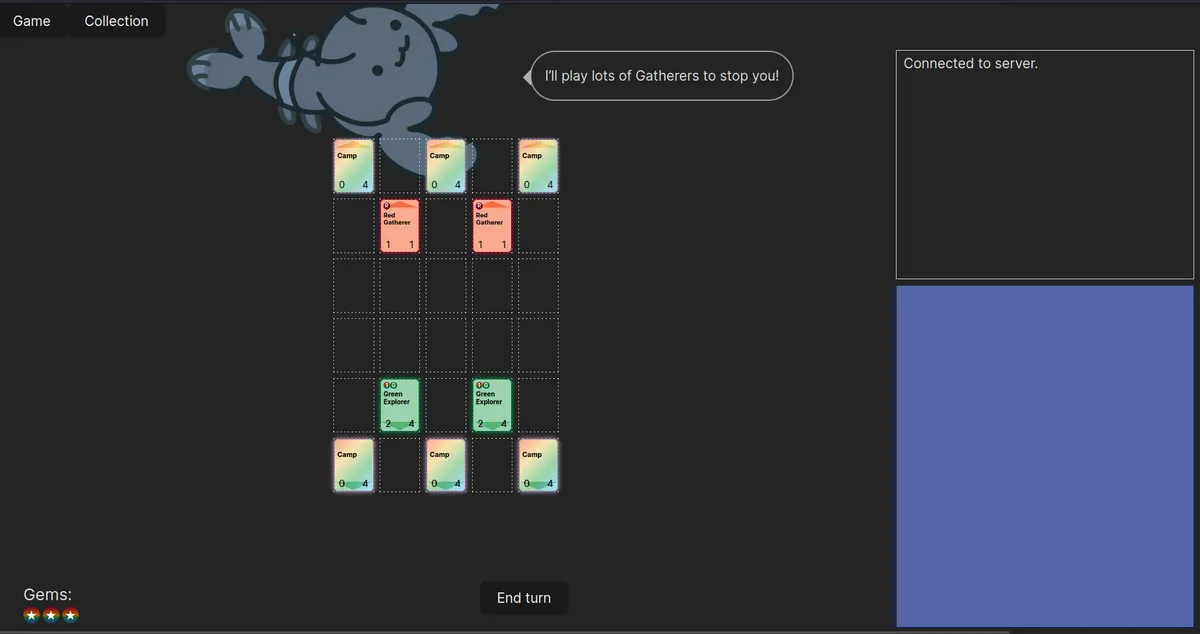 Game
Collection
I'll play lots of Gatherers to stop you!
Connected to server.
Camp
0 4
Camp
0 4
Camp
0 4
R
Red
Gatherer
1 1
R
Red
Gatherer
1 1
1 G
Green
Explorer
2 4
1 G
Green
Explorer
2 4
Camp
0 4
Camp
0 4
Camp
0 4
Gems:
End turn